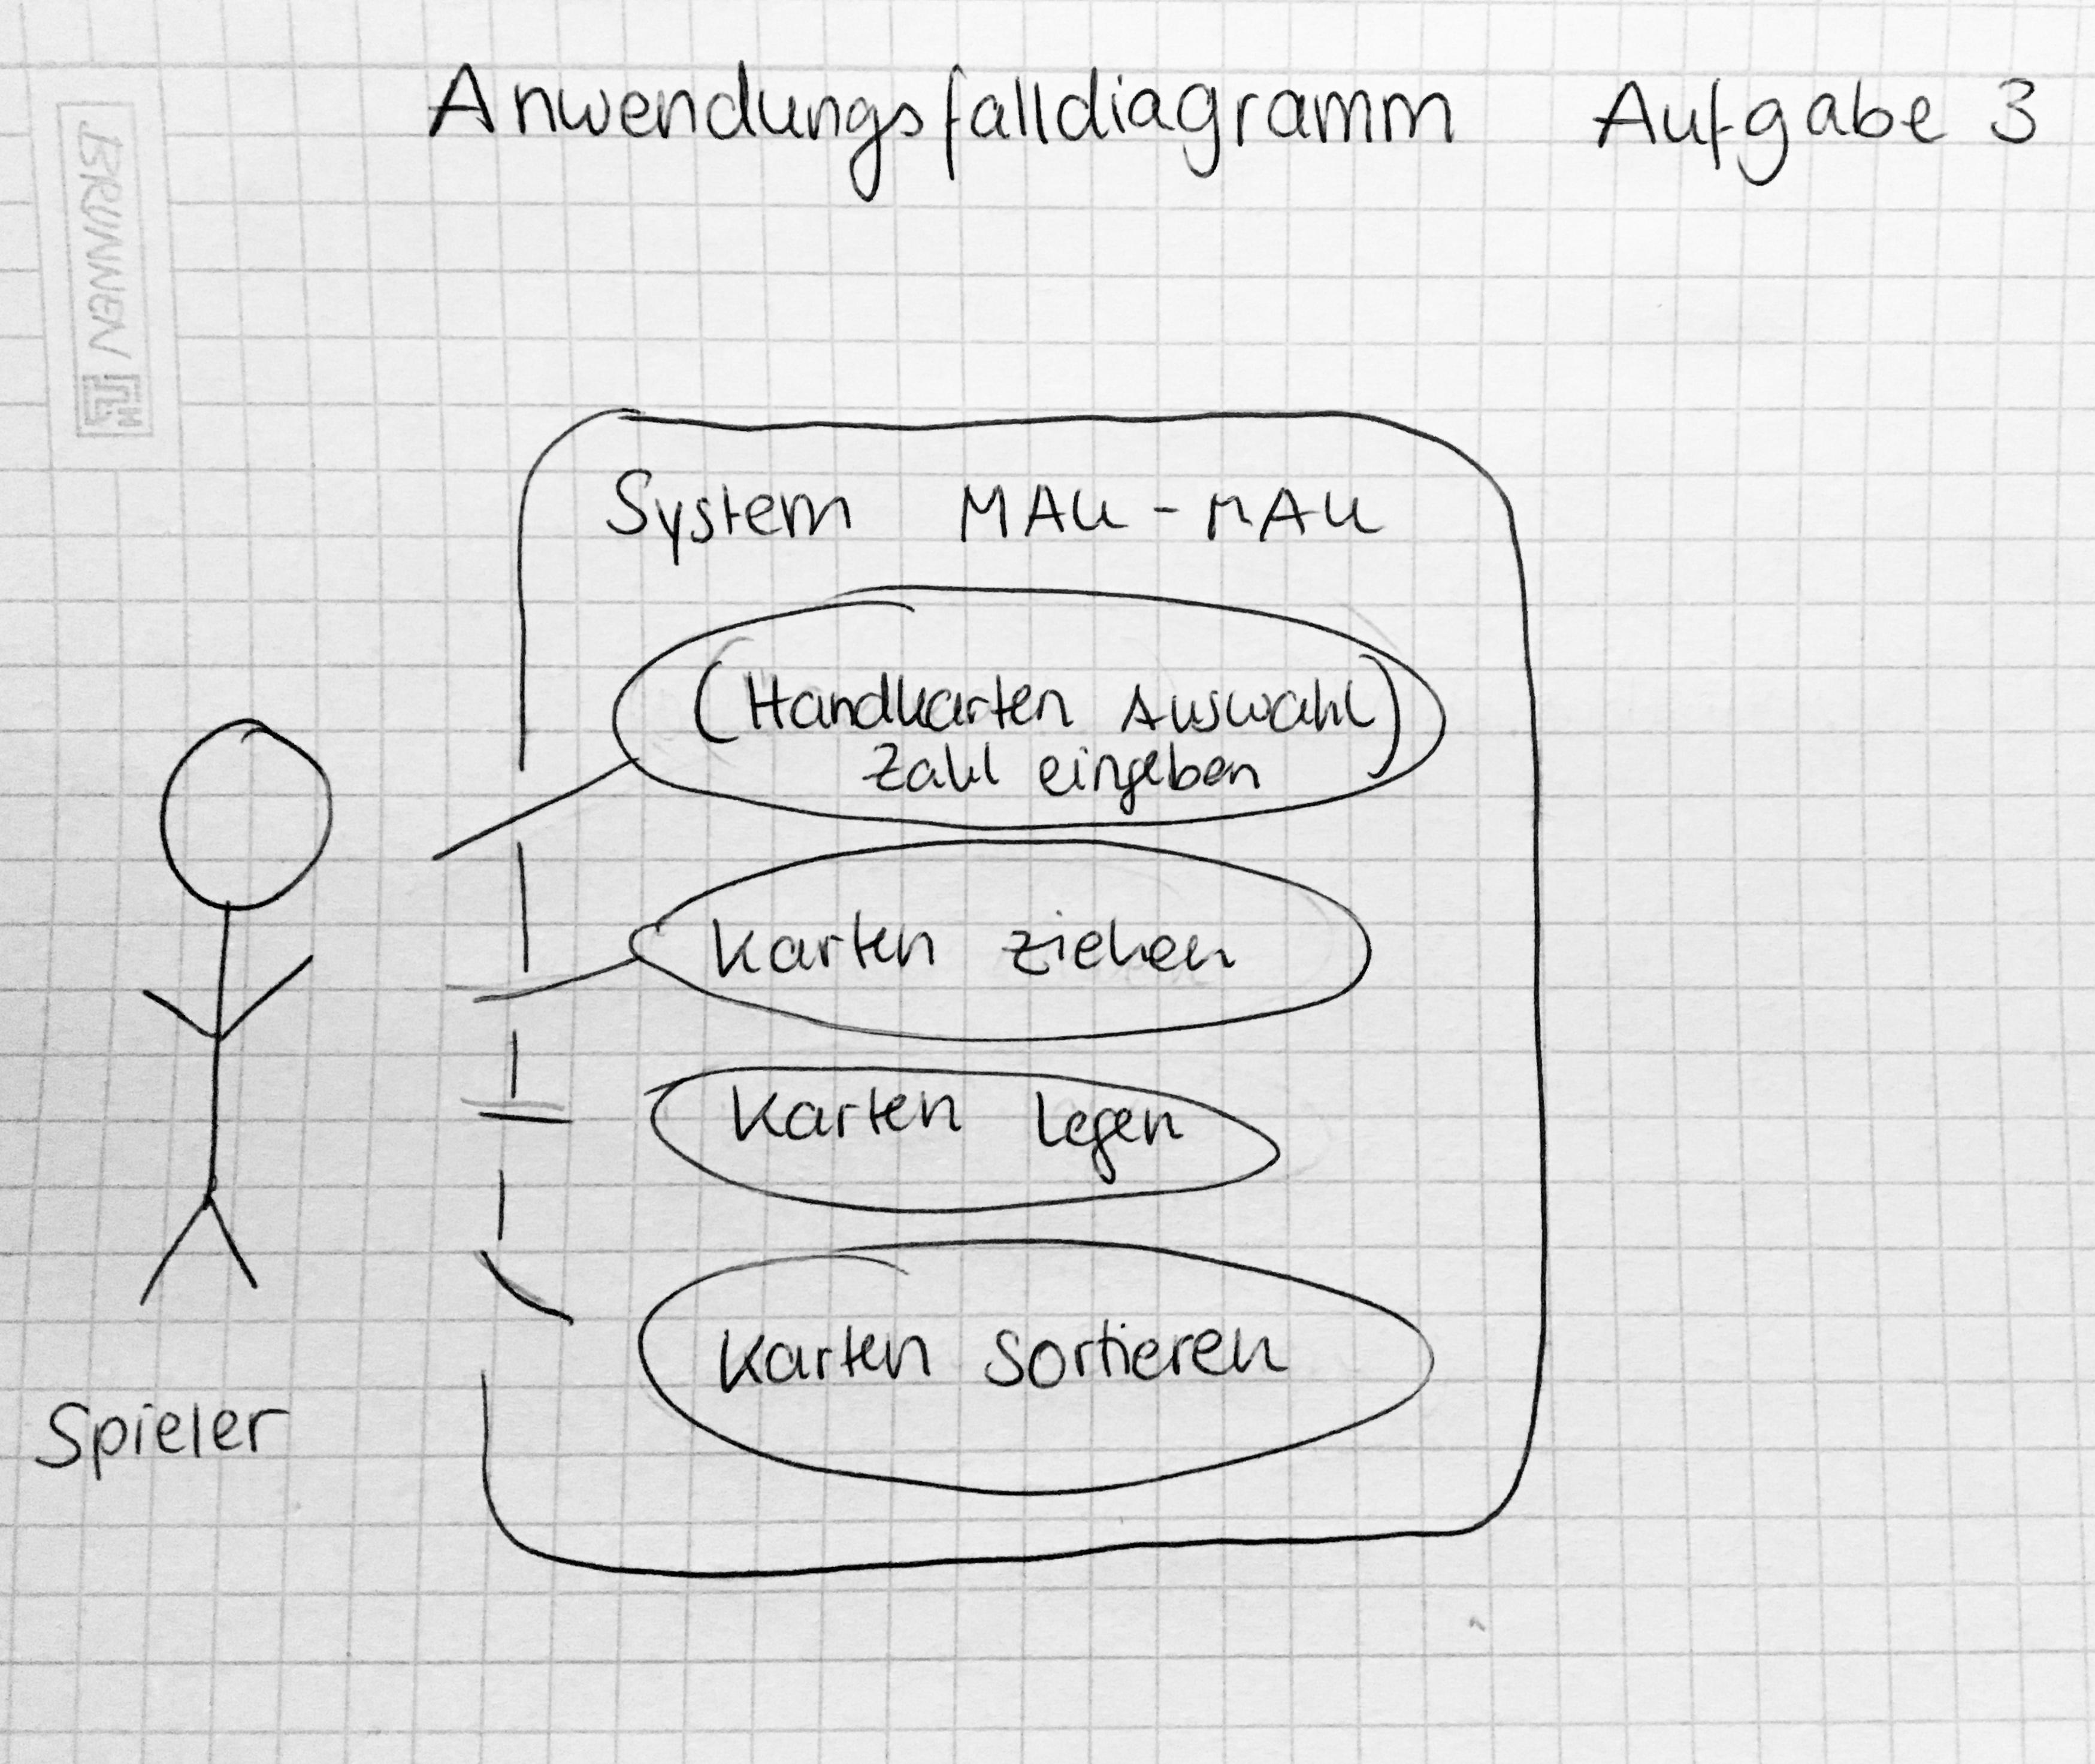 Anwendungsfalldiagramm Aufgabe 3
BRUNNEN
System MAU-MAU
(Handkarten Auswahl)
Zahl eingeben
Karten ziehen
Karten legen
Karten sortieren
Spieler